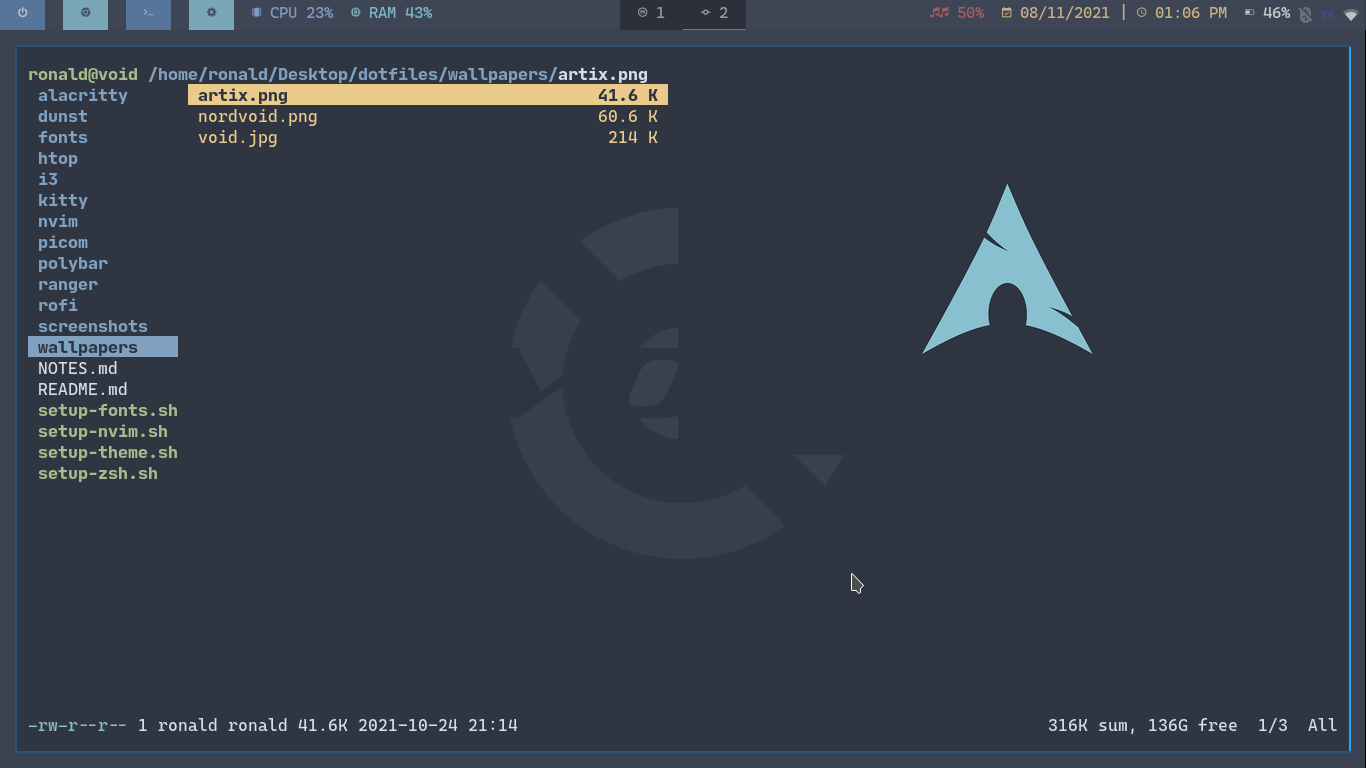 CPU 23% RAM 43% 1 2 50% 08/11/2021 | 01:06 PM 46% EN
ronald@void /home/ronald/Desktop/dotfiles/wallpapers/artix.png
alacritty artix.png 41.6 K
dunst nordvoid.png 60.6 K
fonts void.jpg 214 K
htop
i3
kitty
nvim
picom
polybar
ranger
rofi
screenshots
wallpapers
NOTES.md
README.md
setup-fonts.sh
setup-nvim.sh
setup-theme.sh
setup-zsh.sh
-rw-r--r-- 1 ronald ronald 41.6K 2021-10-24 21:14 316K sum, 136G free 1/3 All